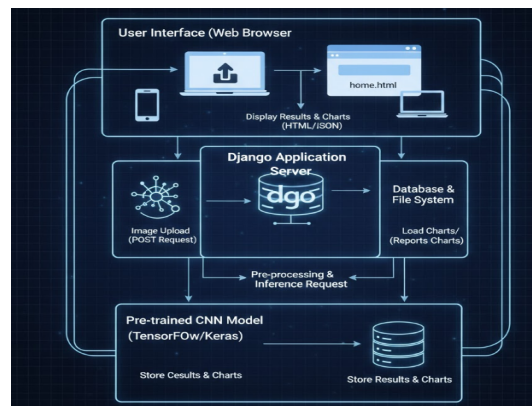 User Interface (Web Browser
home.html
Display Results & Charts
(HTML/JSON)
Django Application
Server
dgo
Image Upload
(POST Request)
Database &
File System
Load Charts/
(Reports Charts)
Pre-processing &
Inference Request
Pre-trained CNN Model
(TensorFOw/Keras)
Store Cesults & Charts
Store Results & Charts